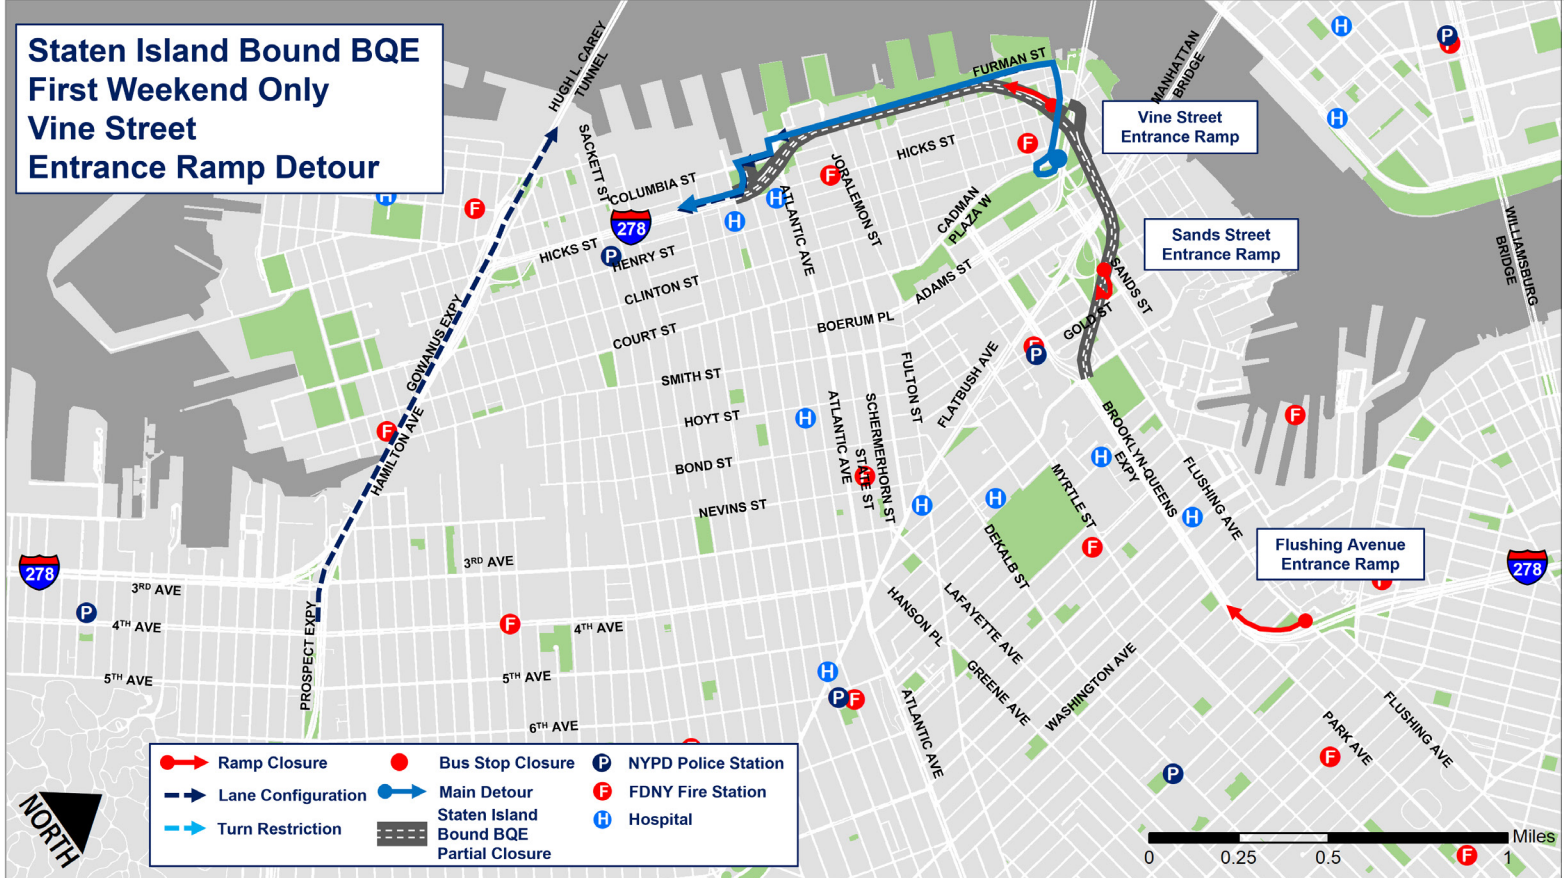 Staten Island Bound BQE
First Weekend Only
Vine Street
Entrance Ramp Detour
HUGH L. CAREY
TUNNEL
FURMAN ST
MANHATTAN
BRIDGE
Vine Street
Entrance Ramp
SACKETT ST
COLUMBIA ST
HICKS ST
JORALEMON ST
ATLANTIC AVE
CADMAN
PLAZA W
278
HICKS ST
HENRY ST
CLINTON ST
COURT ST
BOERUM PL
ADAMS ST
Sands Street
Entrance Ramp
SANDS ST
GOLD ST
WILLIAMSBURG
BRIDGE
GOWANUS EXPY
HAMILTON AVE
SMITH ST
HOYT ST
BOND ST
NEVINS ST
FULTON ST
FLATBUSH AVE
ATLANTIC AVE
STATE ST
SCHERMERHORN ST
BROOKLYN-QUEENS
EXPY
FLUSHING AVE
MYRTLE ST
DEKALB ST
Flushing Avenue
Entrance Ramp
278
278
3RD AVE
3RD AVE
4TH AVE
4TH AVE
5TH AVE
5TH AVE
6TH AVE
PROSPECT EXPY
HANSON PL
LAFAYETTE AVE
GREENE AVE
WASHINGTON AVE
ATLANTIC AVE
PARK AVE
FLUSHING AVE
P
P
P
P
P
P
F
F
F
F
F
F
F
F
F
F
F
F
F
F
H
H
H
H
H
H
H
H
H
H
H
Ramp Closure
Lane Configuration
Turn Restriction
Bus Stop Closure
Main Detour
Staten Island
Bound BQE
Partial Closure
P NYPD Police Station
F FDNY Fire Station
H Hospital
NORTH
Miles
0 0.25 0.5 1